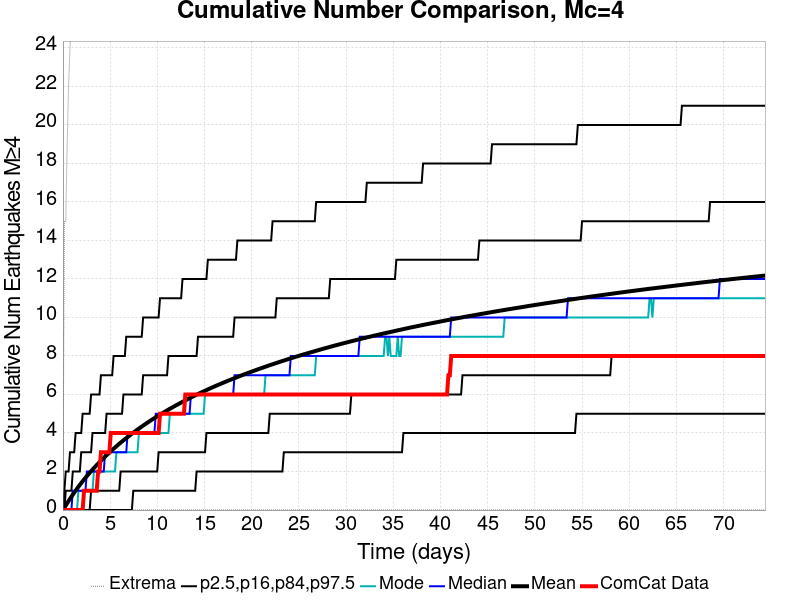 Cumulative Number Comparison, Mc=4
Cumulative Num Earthquakes M≥4
24
22
20
18
16
14
12
10
8
6
4
2
0
0 5 10 15 20 25 30 35 40 45 50 55 60 65 70
Time (days)
Extrema p2.5,p16,p84,p97.5 Mode Median Mean ComCat Data